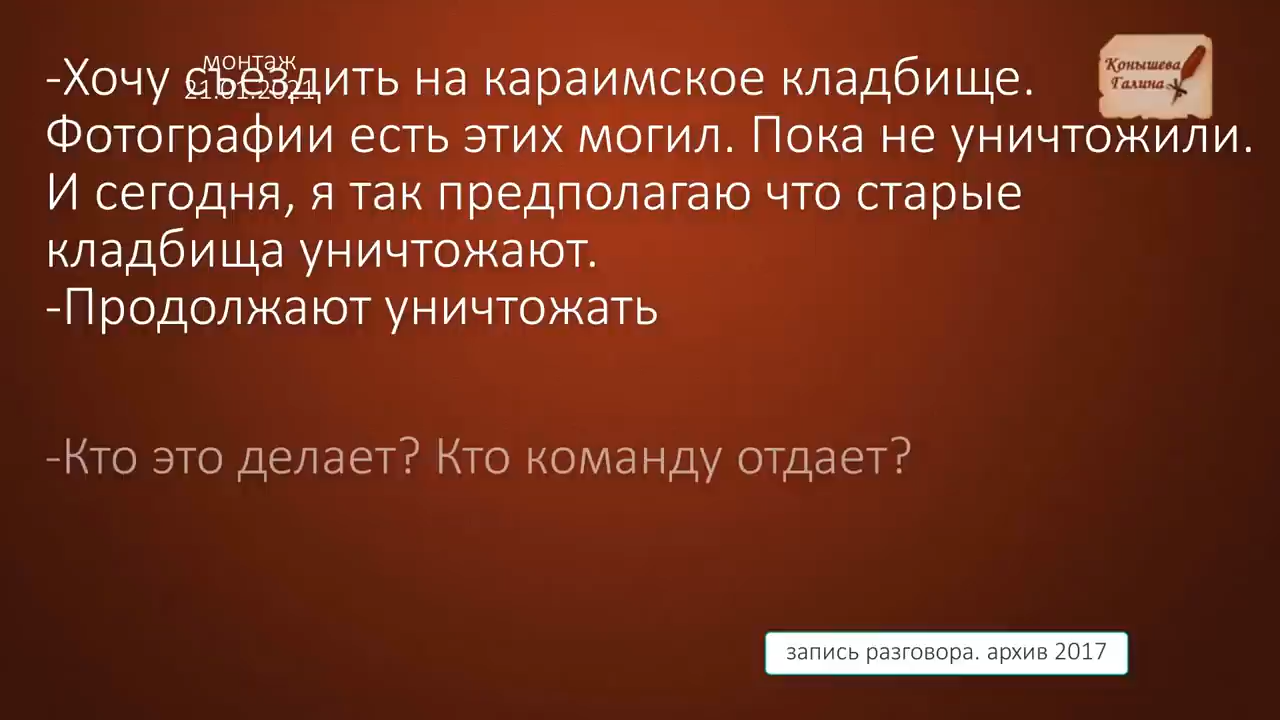 монтаж
21.01.2021
-Хочу съездить на караимское кладбище.
Фотографии есть этих могил. Пока не уничтожили.
И сегодня, я так предполагаю что старые
кладбища уничтожают.
-Продолжают уничтожать
-Кто это делает? Кто команду отдает?
Конышева
Галина
запись разговора. архив 2017